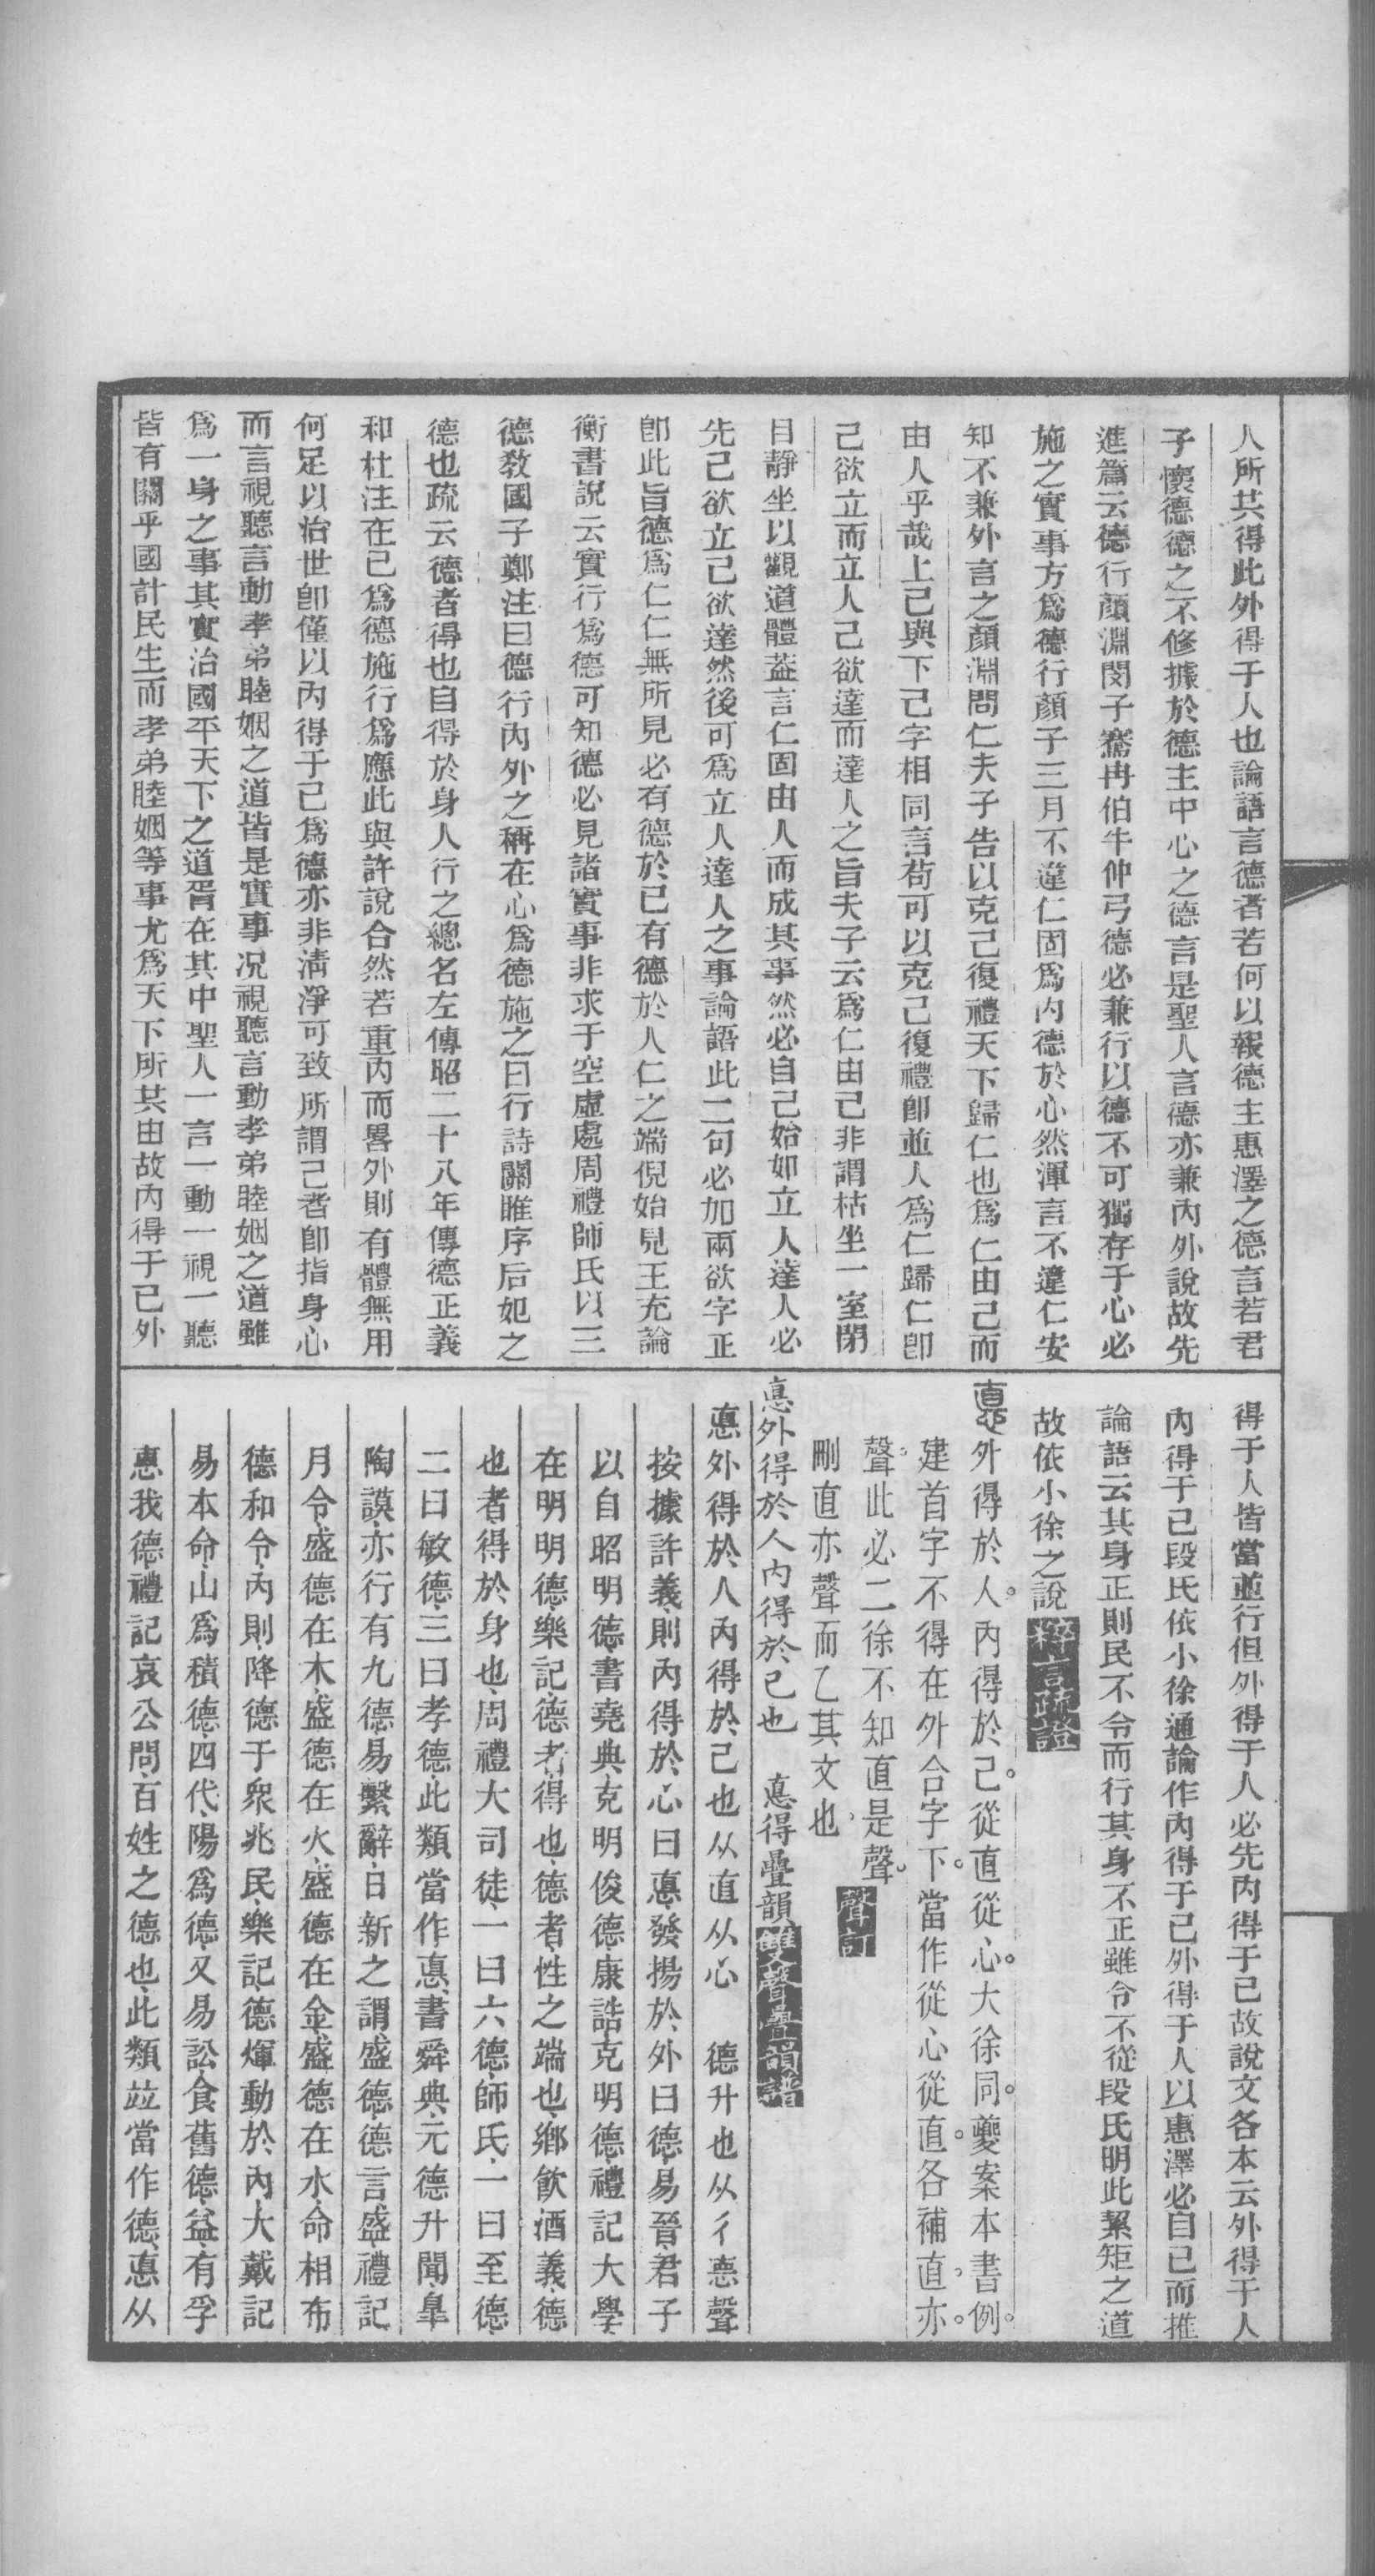 人所共得此外得于人也論語言德者若何以報德主惠澤之德言若君
子懷德德之不修據於德主中心之德言是聖人言德亦兼內外說故先
進篇云德行顏淵閔子騫冉伯牛仲弓德必兼行以德不可獨存于心必
施之實事方爲德行顏子三月不違仁固爲內德於心然渾言不違仁安
知不兼外言之顏淵問仁夫子告以克己復禮天下歸仁也爲仁由己而
由人乎哉上己與下己字相同言苟可以克己復禮卽並人爲仁歸仁卽
己欲立而立人己欲達而達人之旨夫子云爲仁由己非謂枯坐一室閉
目靜坐以觀道體葢言仁固由人而成其事然必自己始如立人達人必
先己欲立己欲達然後可爲立人達人之事論語此二句必加兩欲字正
卽此旨德爲仁仁無所見必有德於己有德於人仁之端倪始見王充論
衡書說云實行爲德可知德必見諸實事非求于空虛處周禮師氏以三
德敎國子鄭注曰德行內外之稱在心爲德施之曰行詩關雎序后妃之
德也疏云德者得也自得於身人行之總名左傳昭二十八年傳德正義
和杜注在己爲德施行爲應此與許說合然若重內而畧外則有體無用
何足以治世卽僅以內得于己爲德亦非淸淨可致所謂己者卽指身心
而言視聽言動孝弟睦婣之道皆是實事况視聽言動孝弟睦婣之道雖
爲一身之事其實治國平天下之道胥在其中聖人一言一動一視一聽
皆有關乎國計民生而孝弟睦婣等事尤爲天下所共由故內得于己外
得于人皆當並行但外得于人必先內得于己故說文各本云外得于人
內得于己段氏依小徐通論作內得于己外得于人以惠澤必自己而推
論語云其身正則民不令而行其身不正雖令不從段氏明此絜矩之道
故依小徐之說釋言疏證
悳外得於人內得於己從直從心大徐同夔案本書例
建首字不得在外合字下當作從心從直各補直亦
聲此必二徐不知直是聲
刪直亦聲而乙其文也聲訂
悳外得於人內得於己也 悳得疊韻雙聲疊韻譜
悳外得於人內得於己也从直从心 德升也从彳悳聲
按據許義則內得於心曰悳發揚於外曰德易晉君子
以自昭明德書堯典克明俊德康誥克明德禮記大學
在明明德樂記德者得也德者性之端也鄉飲酒義德
也者得於身也周禮大司徒一曰六德師氏一曰至德
二曰敏德三曰孝德此類當作悳書舜典元德升聞皐
陶謨亦行有九德易繫辭日新之謂盛德德言盛禮記
月令盛德在木盛德在火盛德在金盛德在水命相布
德和令內則降德于衆兆民樂記德煇動於內大戴記
易本命山爲積德四代陽爲德又易訟食舊德益有孚
惠我德禮記哀公問百姓之德也此類竝當作德悳从